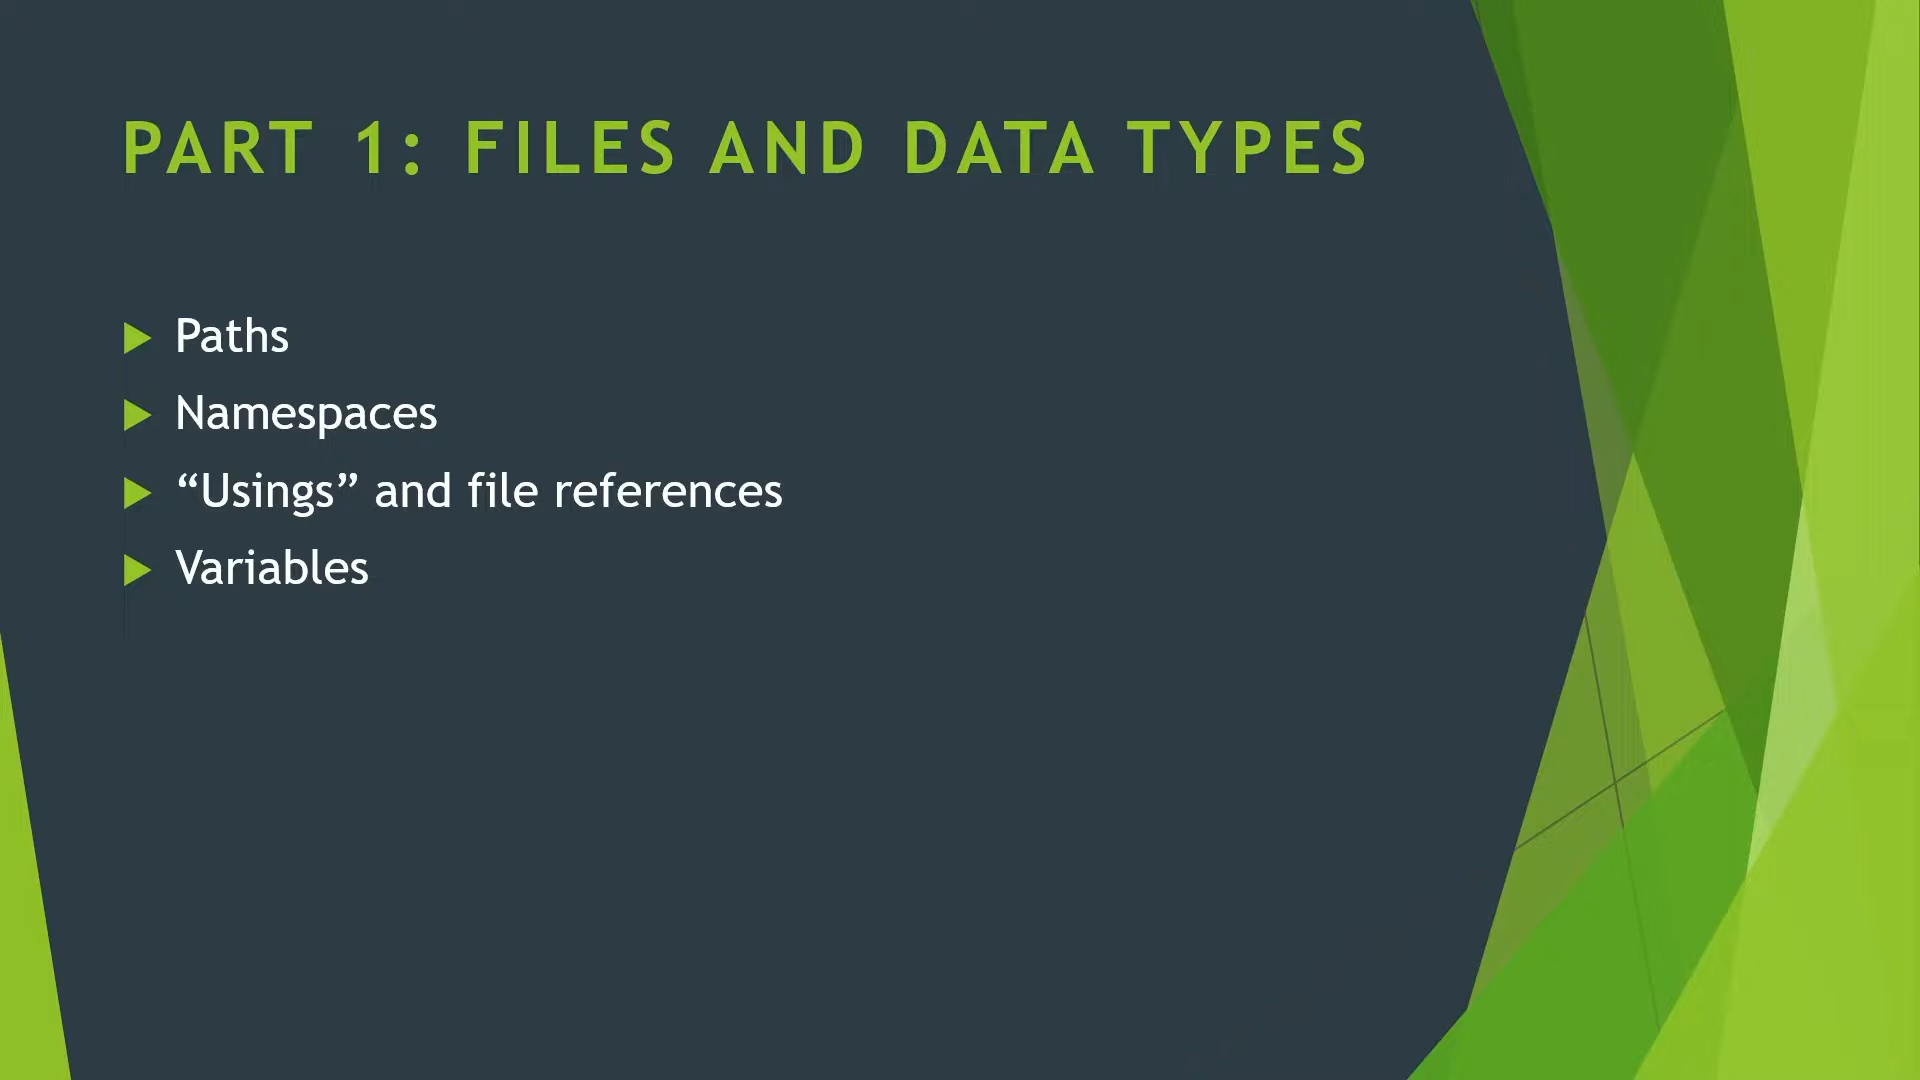 PART 1: FILES AND DATA TYPES
Paths
Namespaces
“Usings” and file references
Variables